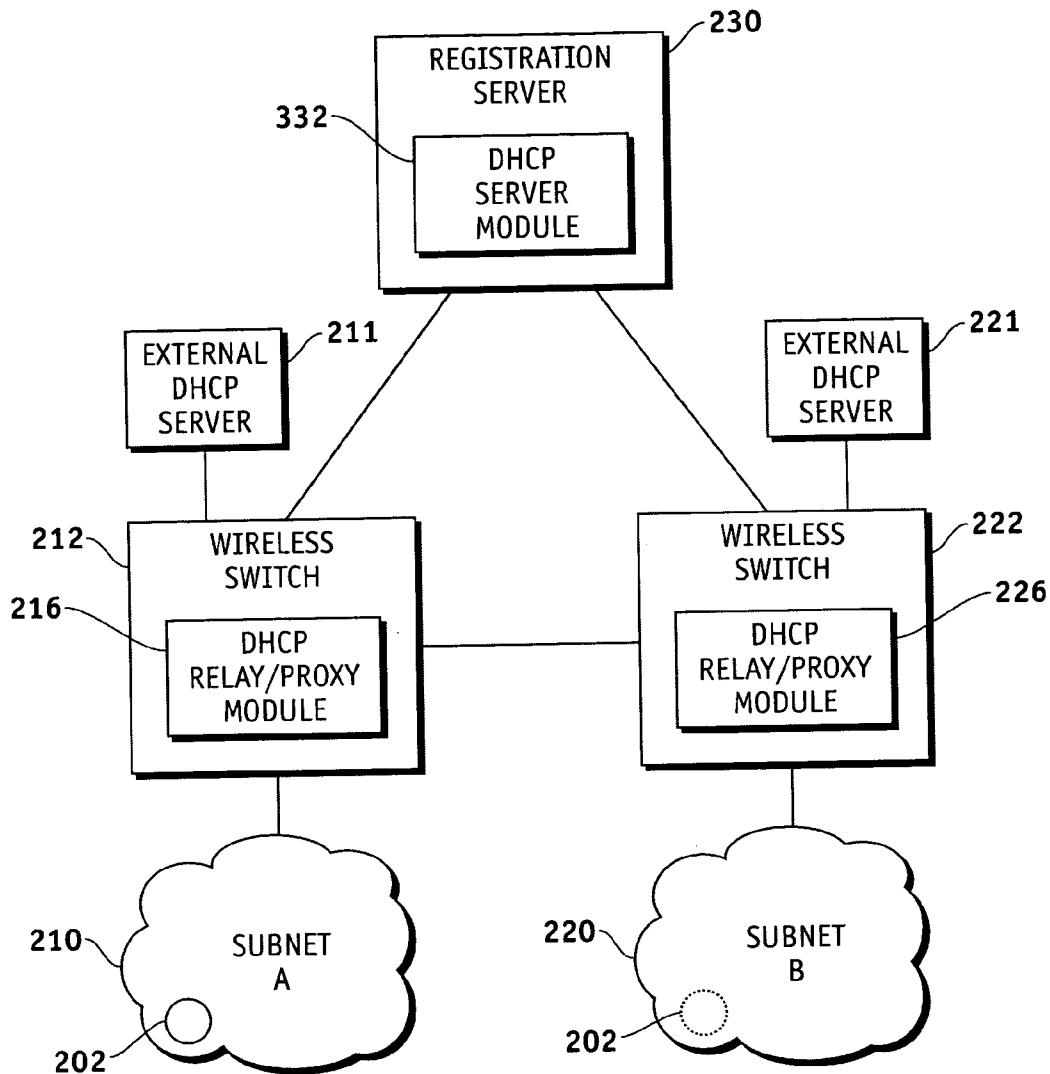 230
REGISTRATION
SERVER
332
DHCP
SERVER
MODULE
211
EXTERNAL
DHCP
SERVER
221
EXTERNAL
DHCP
SERVER
212
WIRELESS
SWITCH
216
DHCP
RELAY/PROXY
MODULE
222
WIRELESS
SWITCH
226
DHCP
RELAY/PROXY
MODULE
210
SUBNET
A
202
220
SUBNET
B
202